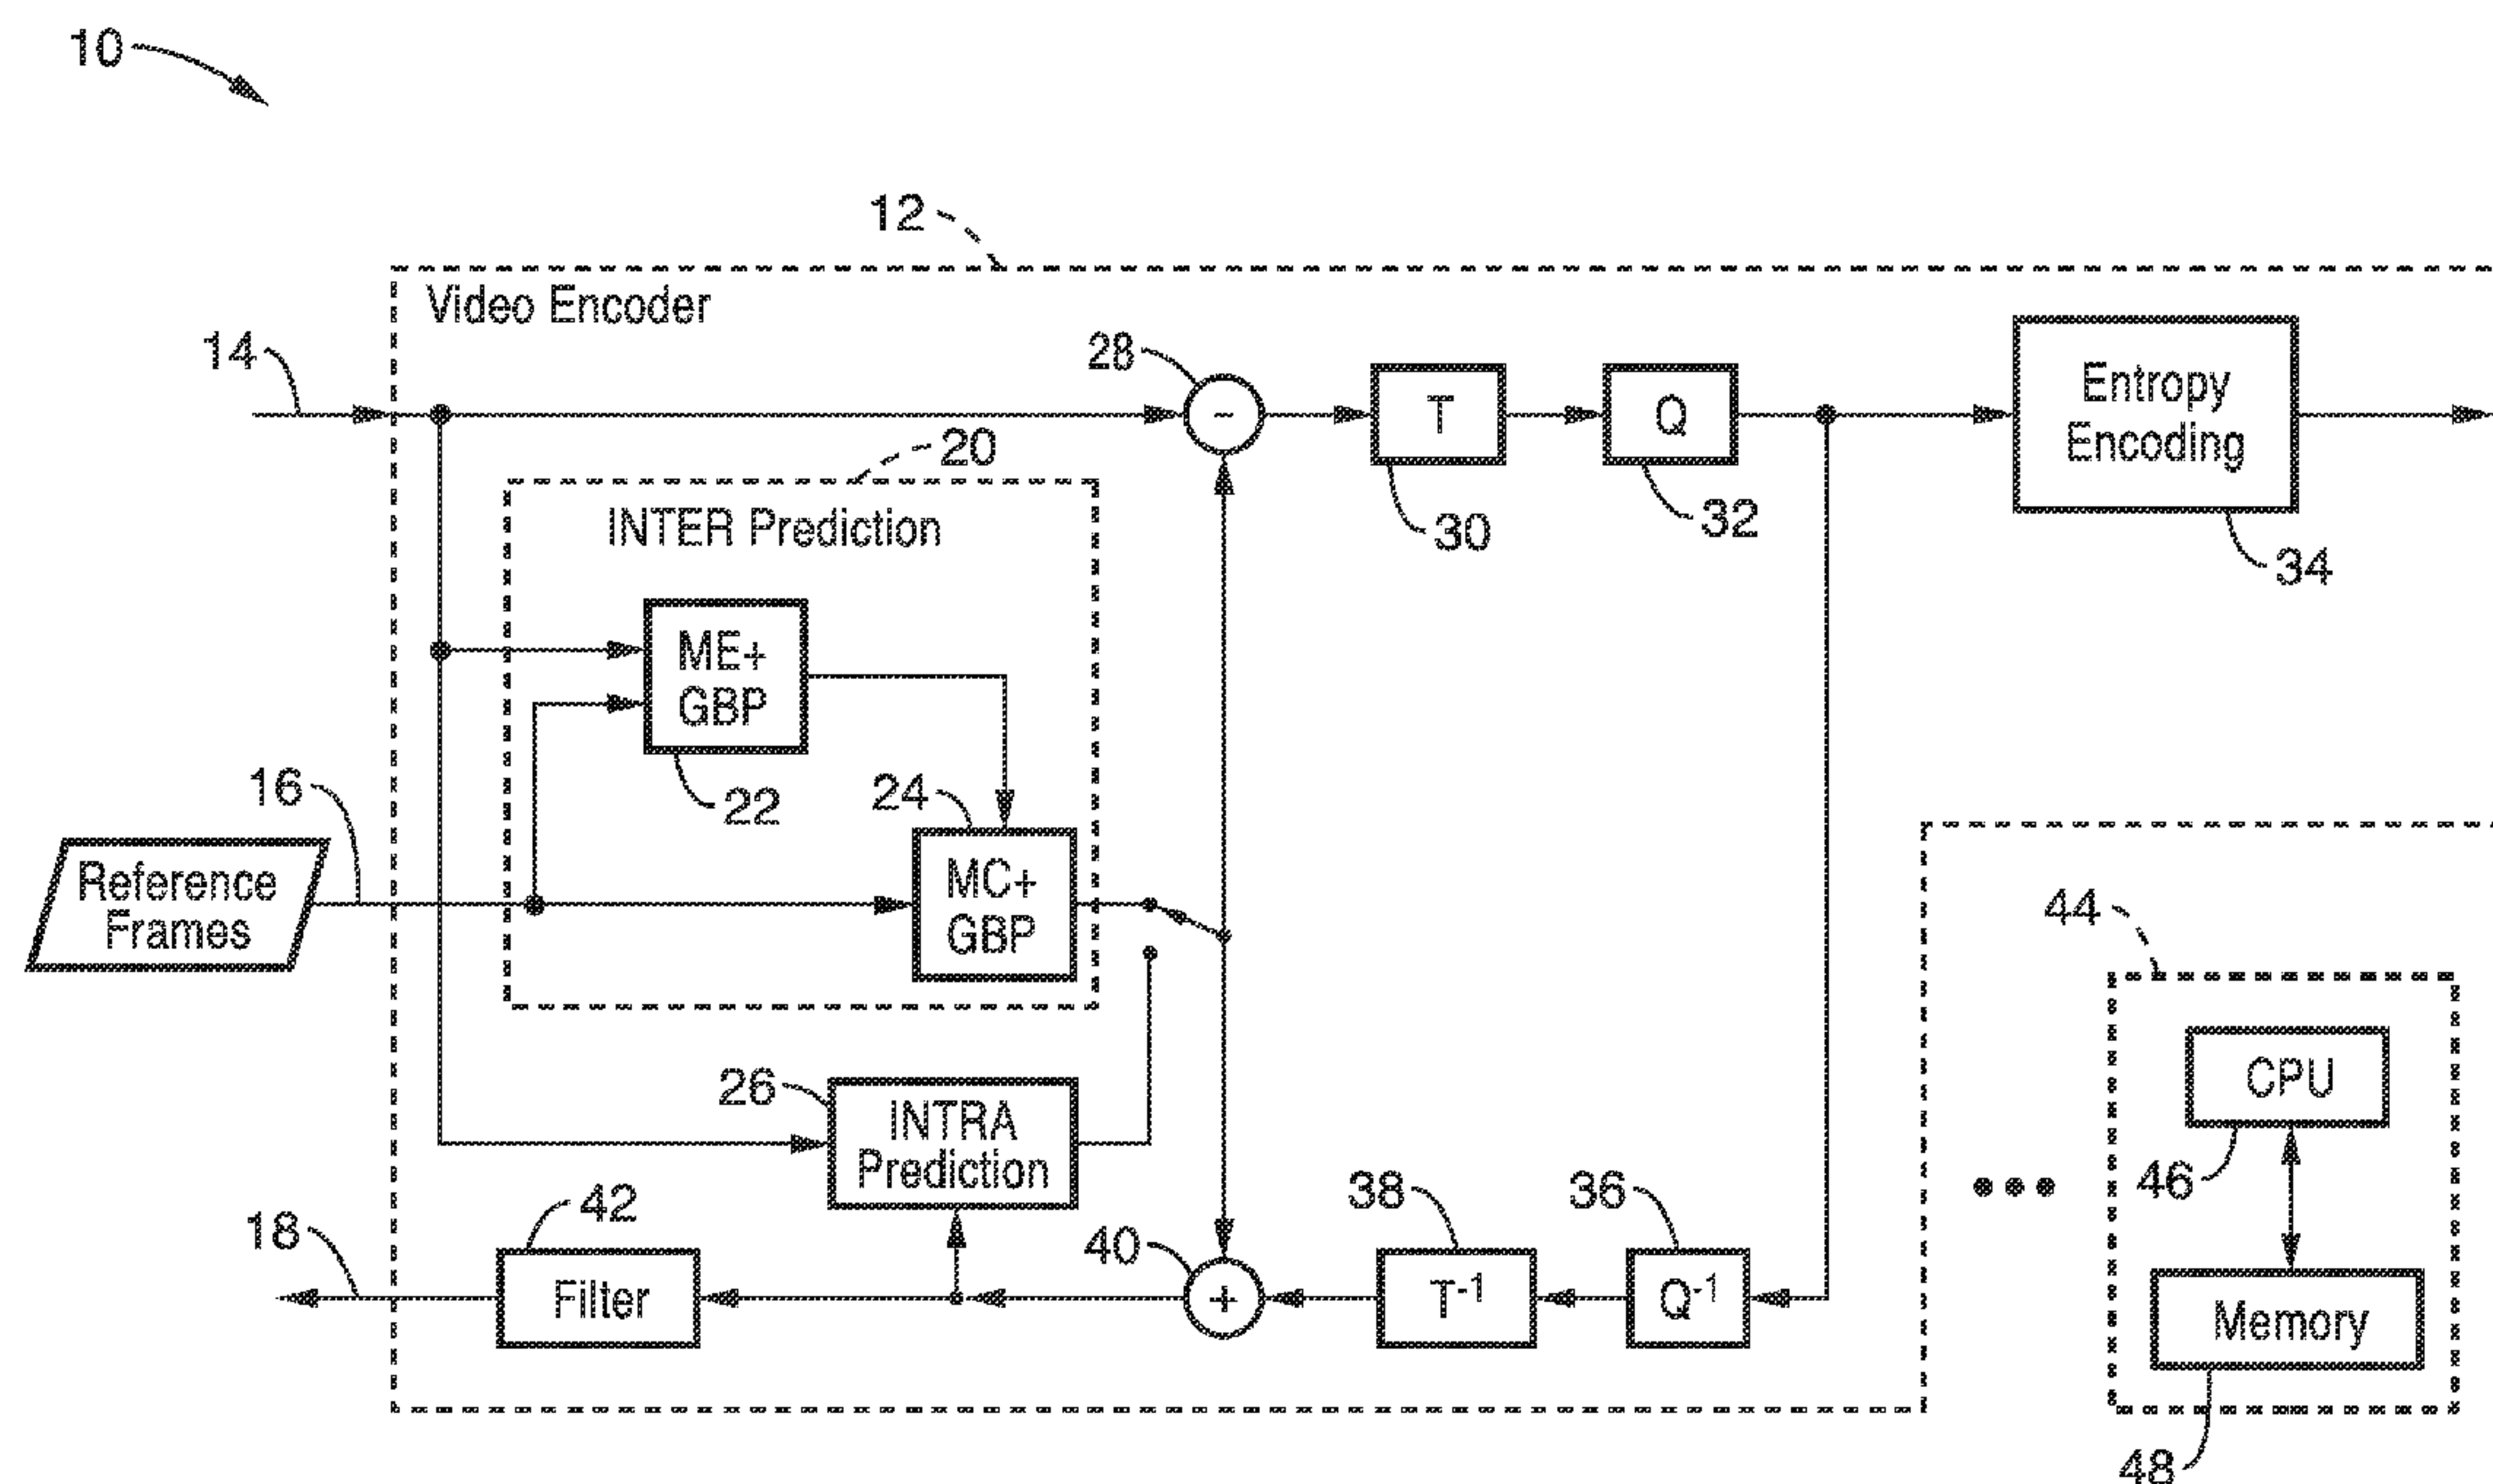 10
12
Video Encoder
14
28
T
Q
Entropy
Encoding
20
30
32
34
INTER Prediction
ME+
GBP
22
16
24
Reference
Frames
MC+
GBP
44
26
INTRA
Prediction
CPU
46
18
42
40
38
36
Filter
+
T-1
Q-1
Memory
48